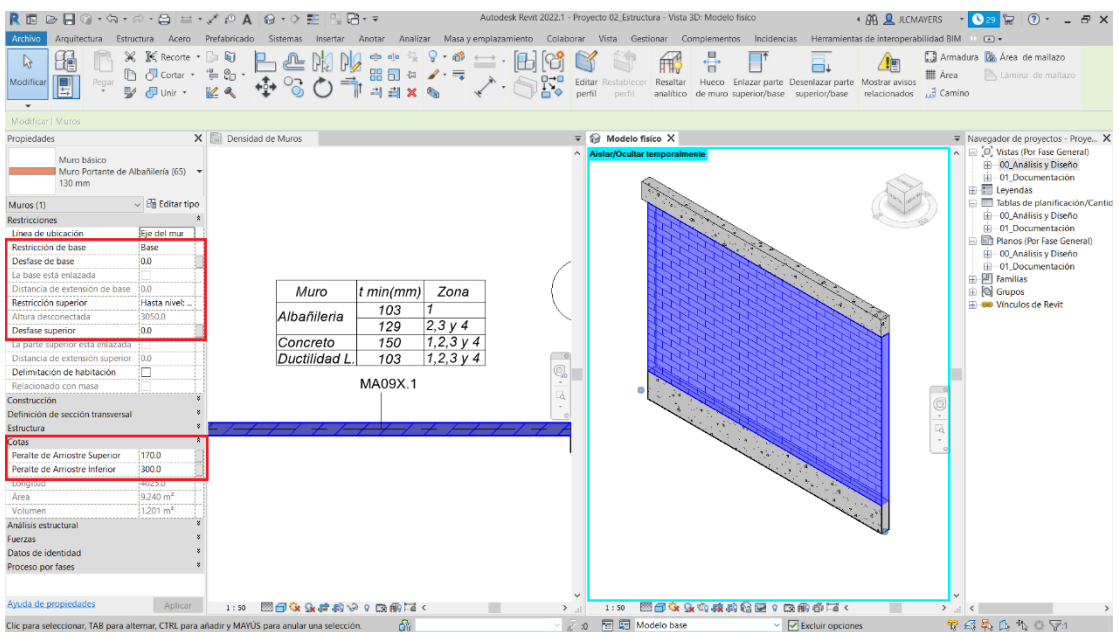 Autodesk Revit 2022.1 - Proyecto 02_Estructura - Vista 3D: Modelo físico
JLCMAYERS
29
Archivo Arquitectura Estructura Acero Prefabricado Sistemas Insertar Anotar Analizar Masa y emplazamiento Colaborar Vista Gestionar Complementos Incidencias Herramientas de interoperabilidad BIM
Modificar
Pegar
Recorte
Cortar
Unir
Editar perfil
Restablecer perfil
Resaltar analítico
Hueco de muro
Enlazar parte superior/base
Desenlazar parte superior/base
Mostrar avisos relacionados
Armadura
Área
Camino
Área de mallazo
Lámina de mallazo
Modificar | Muros
Propiedades
Muro básico
Muro Portante de Albañilería (65)
130 mm
Muros (1)
Editar tipo
Restricciones
Línea de ubicación Eje del mur
Restricción de base Base
Desfase de base 0.0
La base está enlazada
Distancia de extensión de base 0.0
Restricción superior Hasta nivel: ...
Altura desconectada 3050.0
Desfase superior 0.0
La parte superior está enlazada
Distancia de extensión superior 0.0
Delimitación de habitación
Relacionado con masa
Construcción
Definición de sección transversal
Estructura
Cotas
Peralte de Arriostre Superior 170.0
Peralte de Arriostre Inferior 300.0
Longitud 4025.0
Área 9.240 m²
Volumen 1.201 m³
Análisis estructural
Fuerzas
Datos de identidad
Proceso por fases
Ayuda de propiedades
Aplicar
Densidad de Muros
Muro t min(mm) Zona
Albañileria 103 1
129 2,3 y 4
Concreto 150 1,2,3 y 4
Ductilidad L. 103 1,2,3 y 4
MA09X.1
1 : 50
Modelo físico
Aislar/Ocultar temporalmente
1 : 50
Navegador de proyectos - Proye...
Vistas (Por Fase General)
00_Análisis y Diseño
01_Documentación
Leyendas
Tablas de planificación/Cantid
00_Análisis y Diseño
01_Documentación
Planos (Por Fase General)
00_Análisis y Diseño
01_Documentación
Familias
Grupos
Vínculos de Revit
Clic para seleccionar, TAB para alternar, CTRL para añadir y MAYÚS para anular una selección.
:0
Modelo base
Excluir opciones
:1